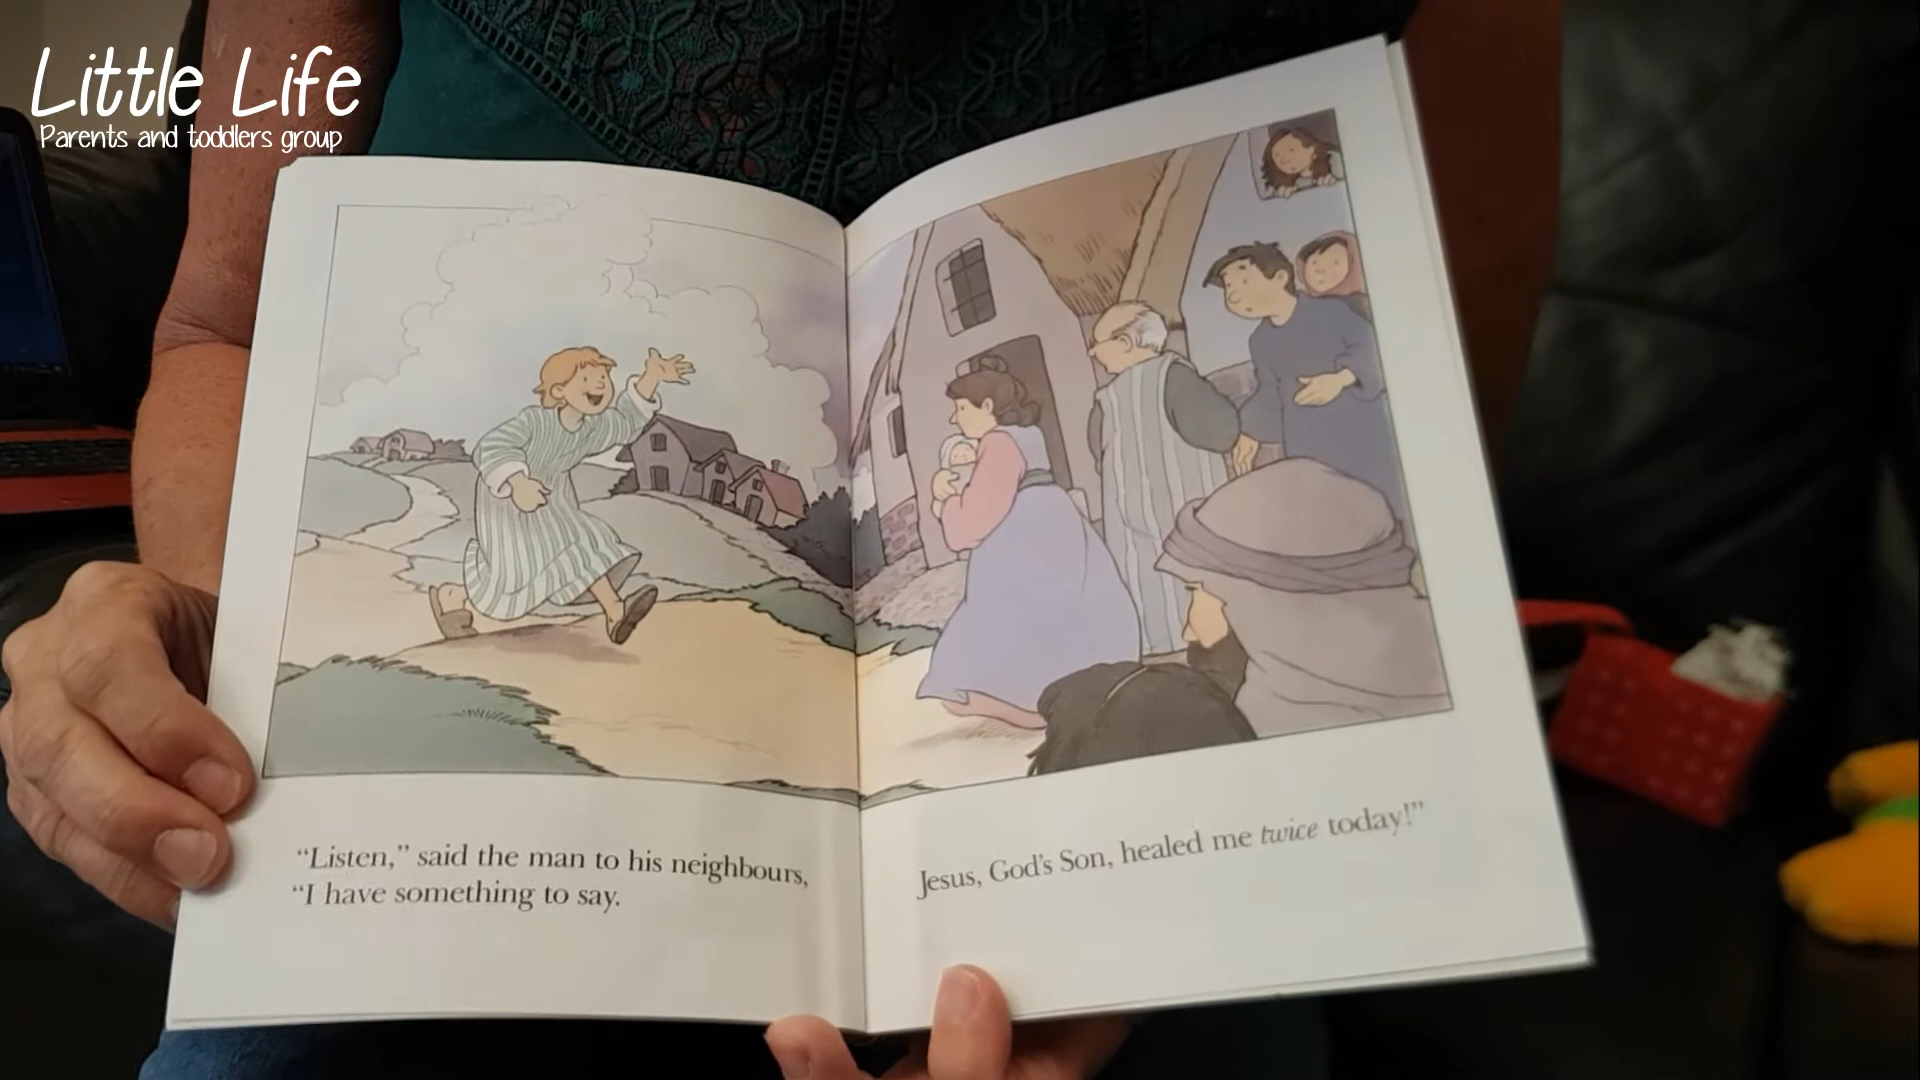 Little Life
Parents and toddlers group
“Listen,” said the man to his neighbours,
“I have something to say.
Jesus, God’s Son, healed me twice today!”